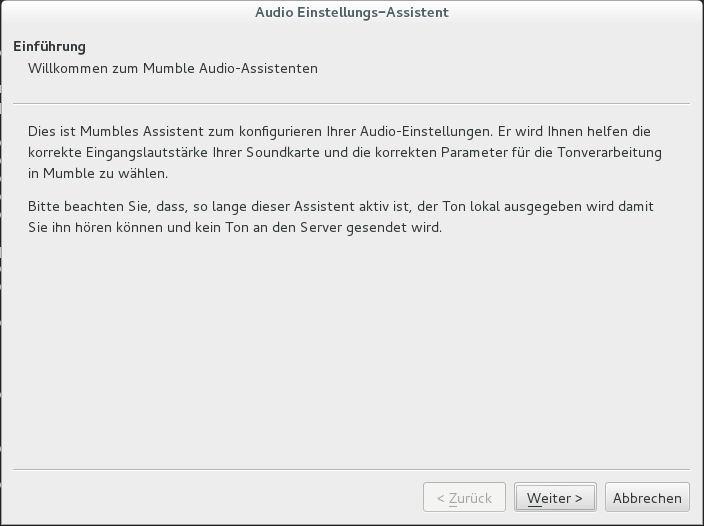 Audio Einstellungs-Assistent
Einführung
Willkommen zum Mumble Audio-Assistenten
Dies ist Mumbles Assistent zum konfigurieren Ihrer Audio-Einstellungen. Er wird Ihnen helfen die
korrekte Eingangslautstärke Ihrer Soundkarte und die korrekten Parameter für die Tonverarbeitung
in Mumble zu wählen.
Bitte beachten Sie, dass, so lange dieser Assistent aktiv ist, der Ton lokal ausgegeben wird damit
Sie ihn hören können und kein Ton an den Server gesendet wird.
< Zurück Weiter > Abbrechen